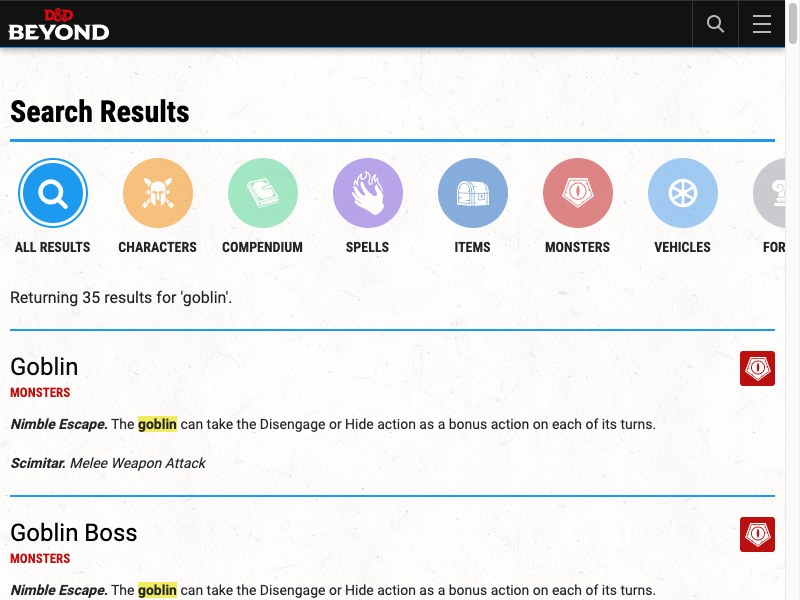 D&D
BEYOND
Search Results
ALL RESULTS
CHARACTERS
COMPENDIUM
SPELLS
ITEMS
MONSTERS
VEHICLES
FOR
Returning 35 results for 'goblin'.
Goblin
MONSTERS
Nimble Escape. The goblin can take the Disengage or Hide action as a bonus action on each of its turns.
Scimitar. Melee Weapon Attack
Goblin Boss
MONSTERS
Nimble Escape. The goblin can take the Disengage or Hide action as a bonus action on each of its turns.